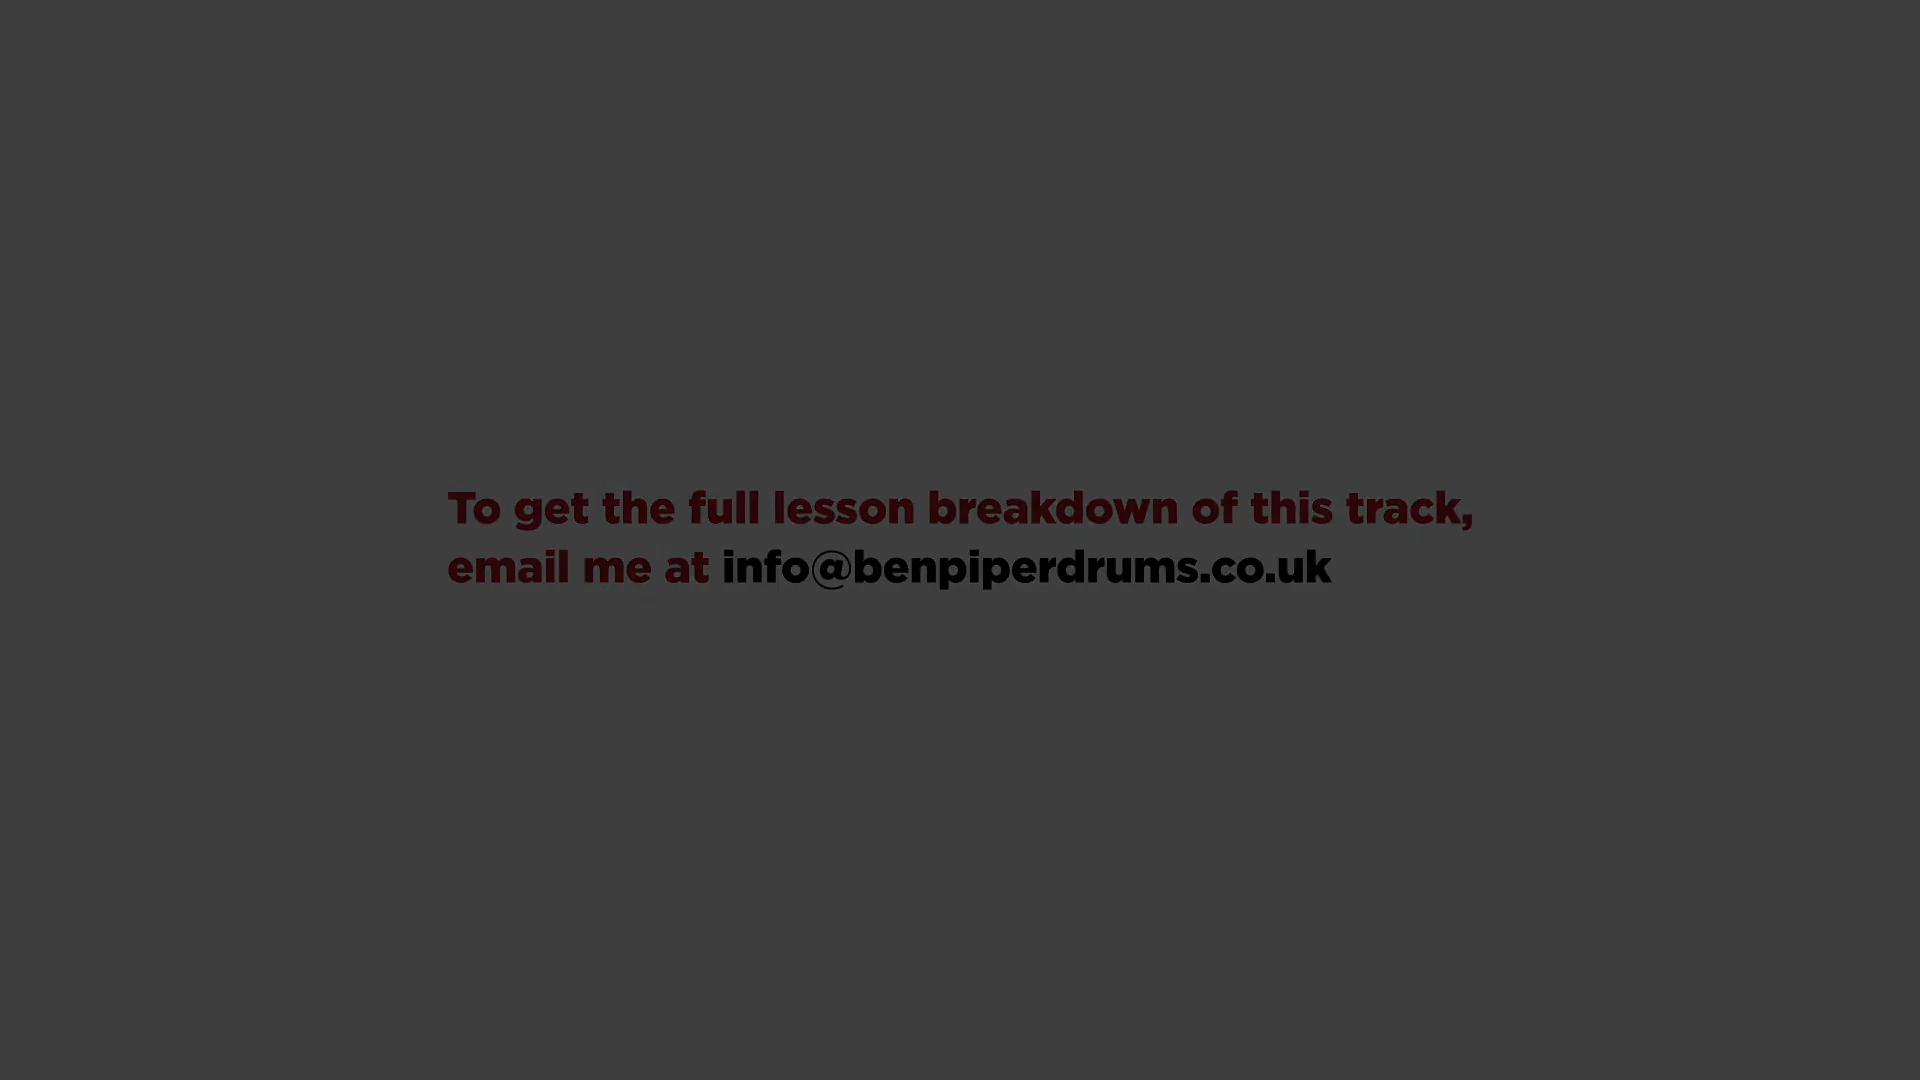 To get the full lesson breakdown of this track,
email me at info@benpiperdrums.co.uk